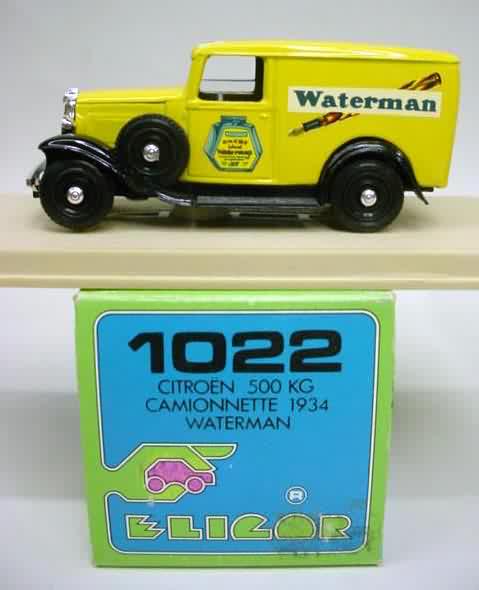 Waterman
1022
CITROËN 500 KG
CAMIONNETTE 1934
WATERMAN
R
ELIGOR